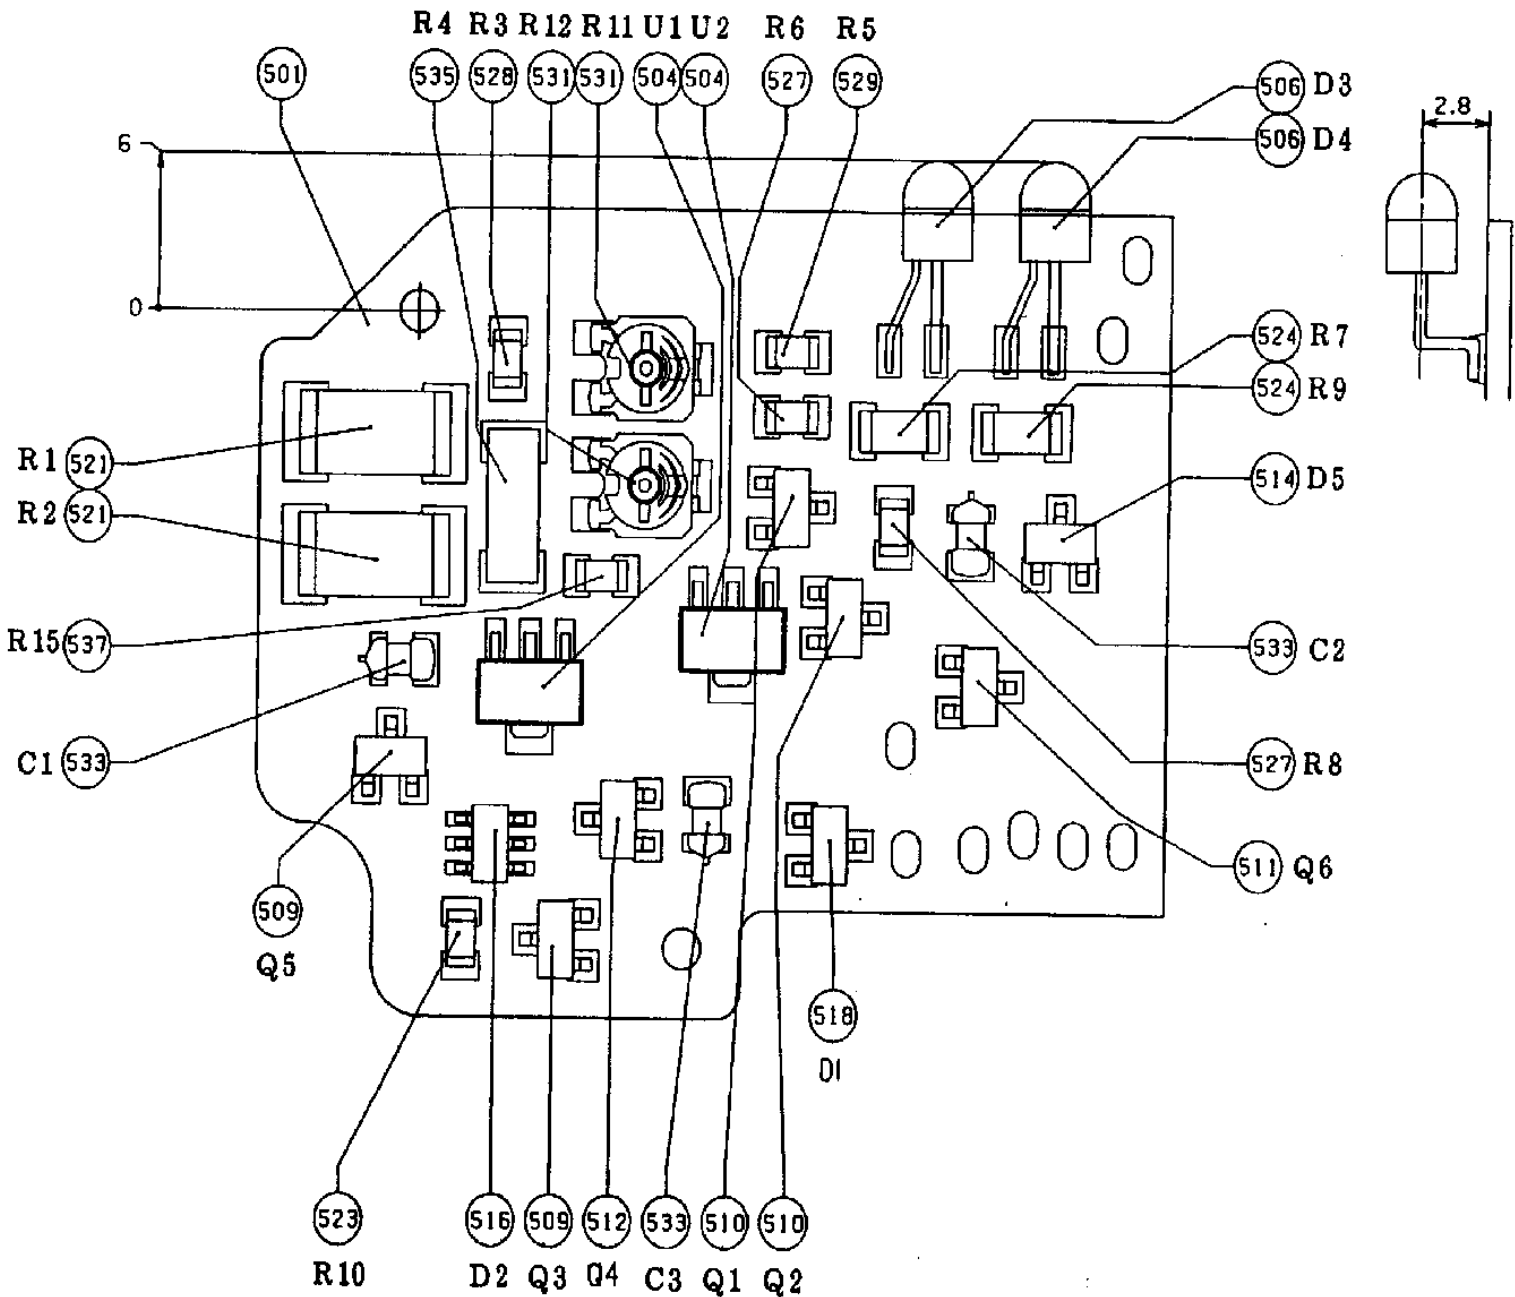 R4 R3 R12 R11 U1 U2 R6 R5
501 535 528 531 531 504 504 527 529
506 D3
506 D4
2.8
6
0
524 R7
524 R9
R1 521
R2 521
514 D5
R15 537
533 C2
C1 533
527 R8
511 Q6
509
Q5
518
D1
523 516 509 512 533 510 510
R10 D2 Q3 Q4 C3 Q1 Q2